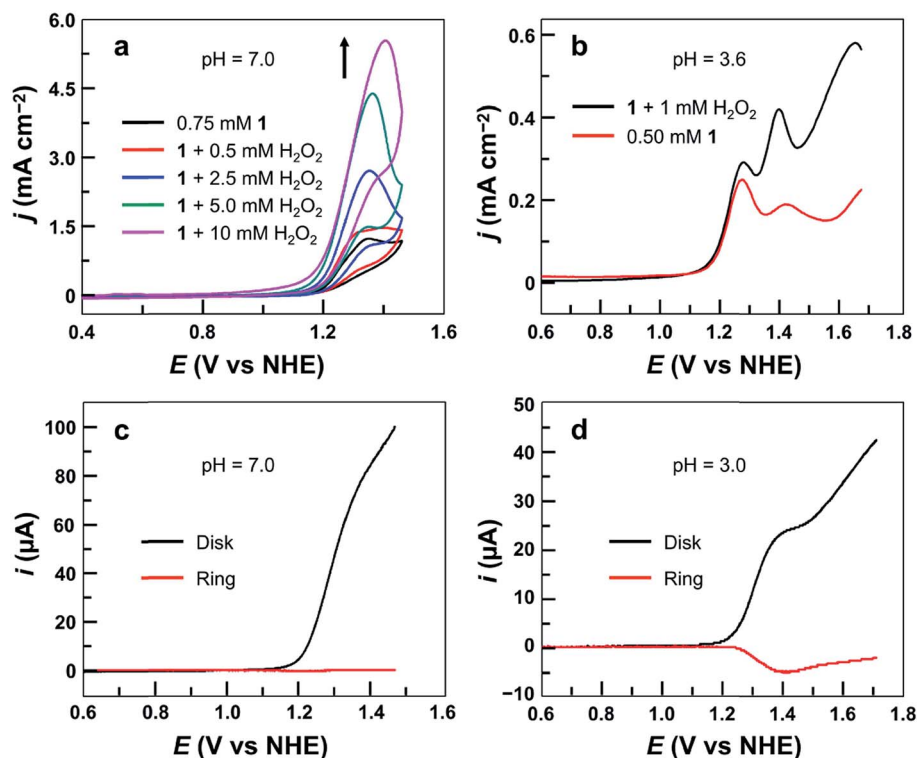 a
pH = 7.0
0.75 mM 1
1 + 0.5 mM H₂O₂
1 + 2.5 mM H₂O₂
1 + 5.0 mM H₂O₂
1 + 10 mM H₂O₂
j (mA cm⁻²)
6.0
4.5
3.0
1.5
0
0.4 0.8 1.2 1.6
E (V vs NHE)
b
pH = 3.6
1 + 1 mM H₂O₂
0.50 mM 1
j (mA cm⁻²)
0.6
0.4
0.2
0
0.6 0.8 1.0 1.2 1.4 1.6 1.8
E (V vs NHE)
c
pH = 7.0
Disk
Ring
i (μA)
100
80
60
40
20
0
0.6 0.8 1.0 1.2 1.4 1.6
E (V vs NHE)
d
pH = 3.0
Disk
Ring
i (μA)
50
40
30
20
10
0
−10
0.6 0.8 1.0 1.2 1.4 1.6 1.8
E (V vs NHE)